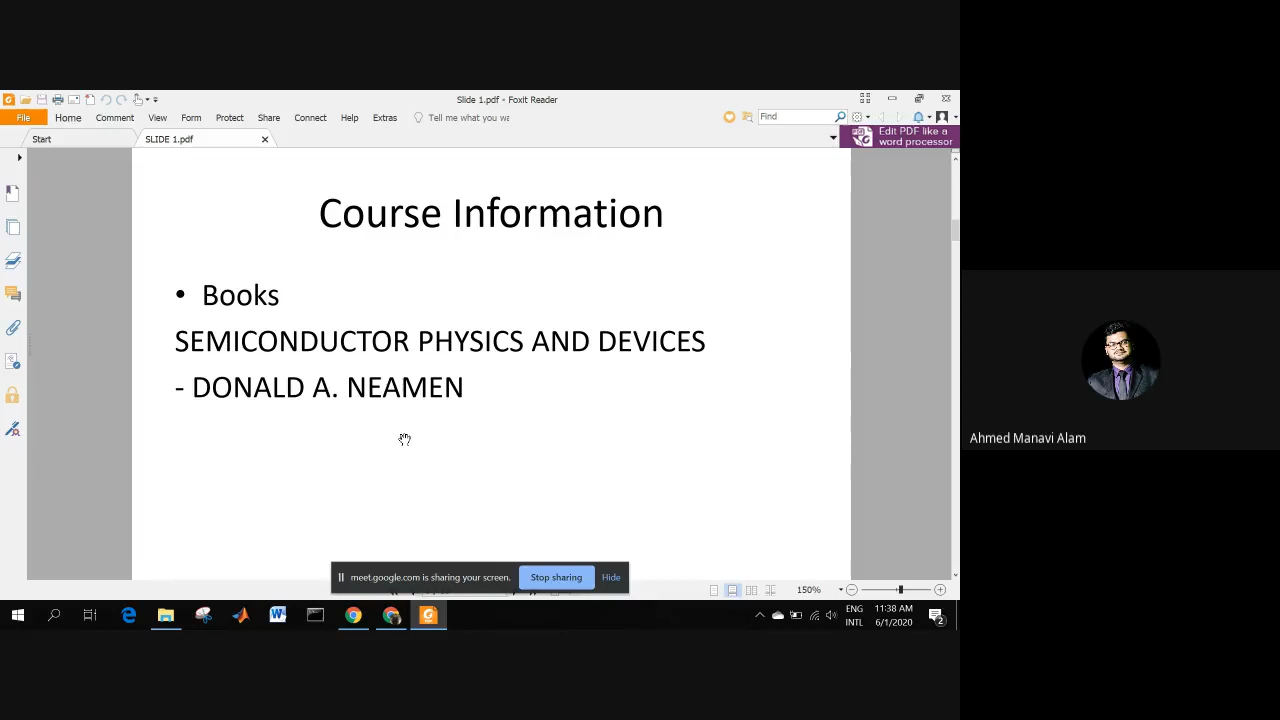 Slide 1.pdf - Foxit Reader
File Home Comment View Form Protect Share Connect Help Extras Tell me what you wa Find
Start SLIDE 1.pdf
Edit PDF like a
word processor
Course Information
• Books
SEMICONDUCTOR PHYSICS AND DEVICES
- DONALD A. NEAMEN
Ahmed Manavi Alam
meet.google.com is sharing your screen. Stop sharing Hide
150%
ENG 11:38 AM
INTL 6/1/2020
2